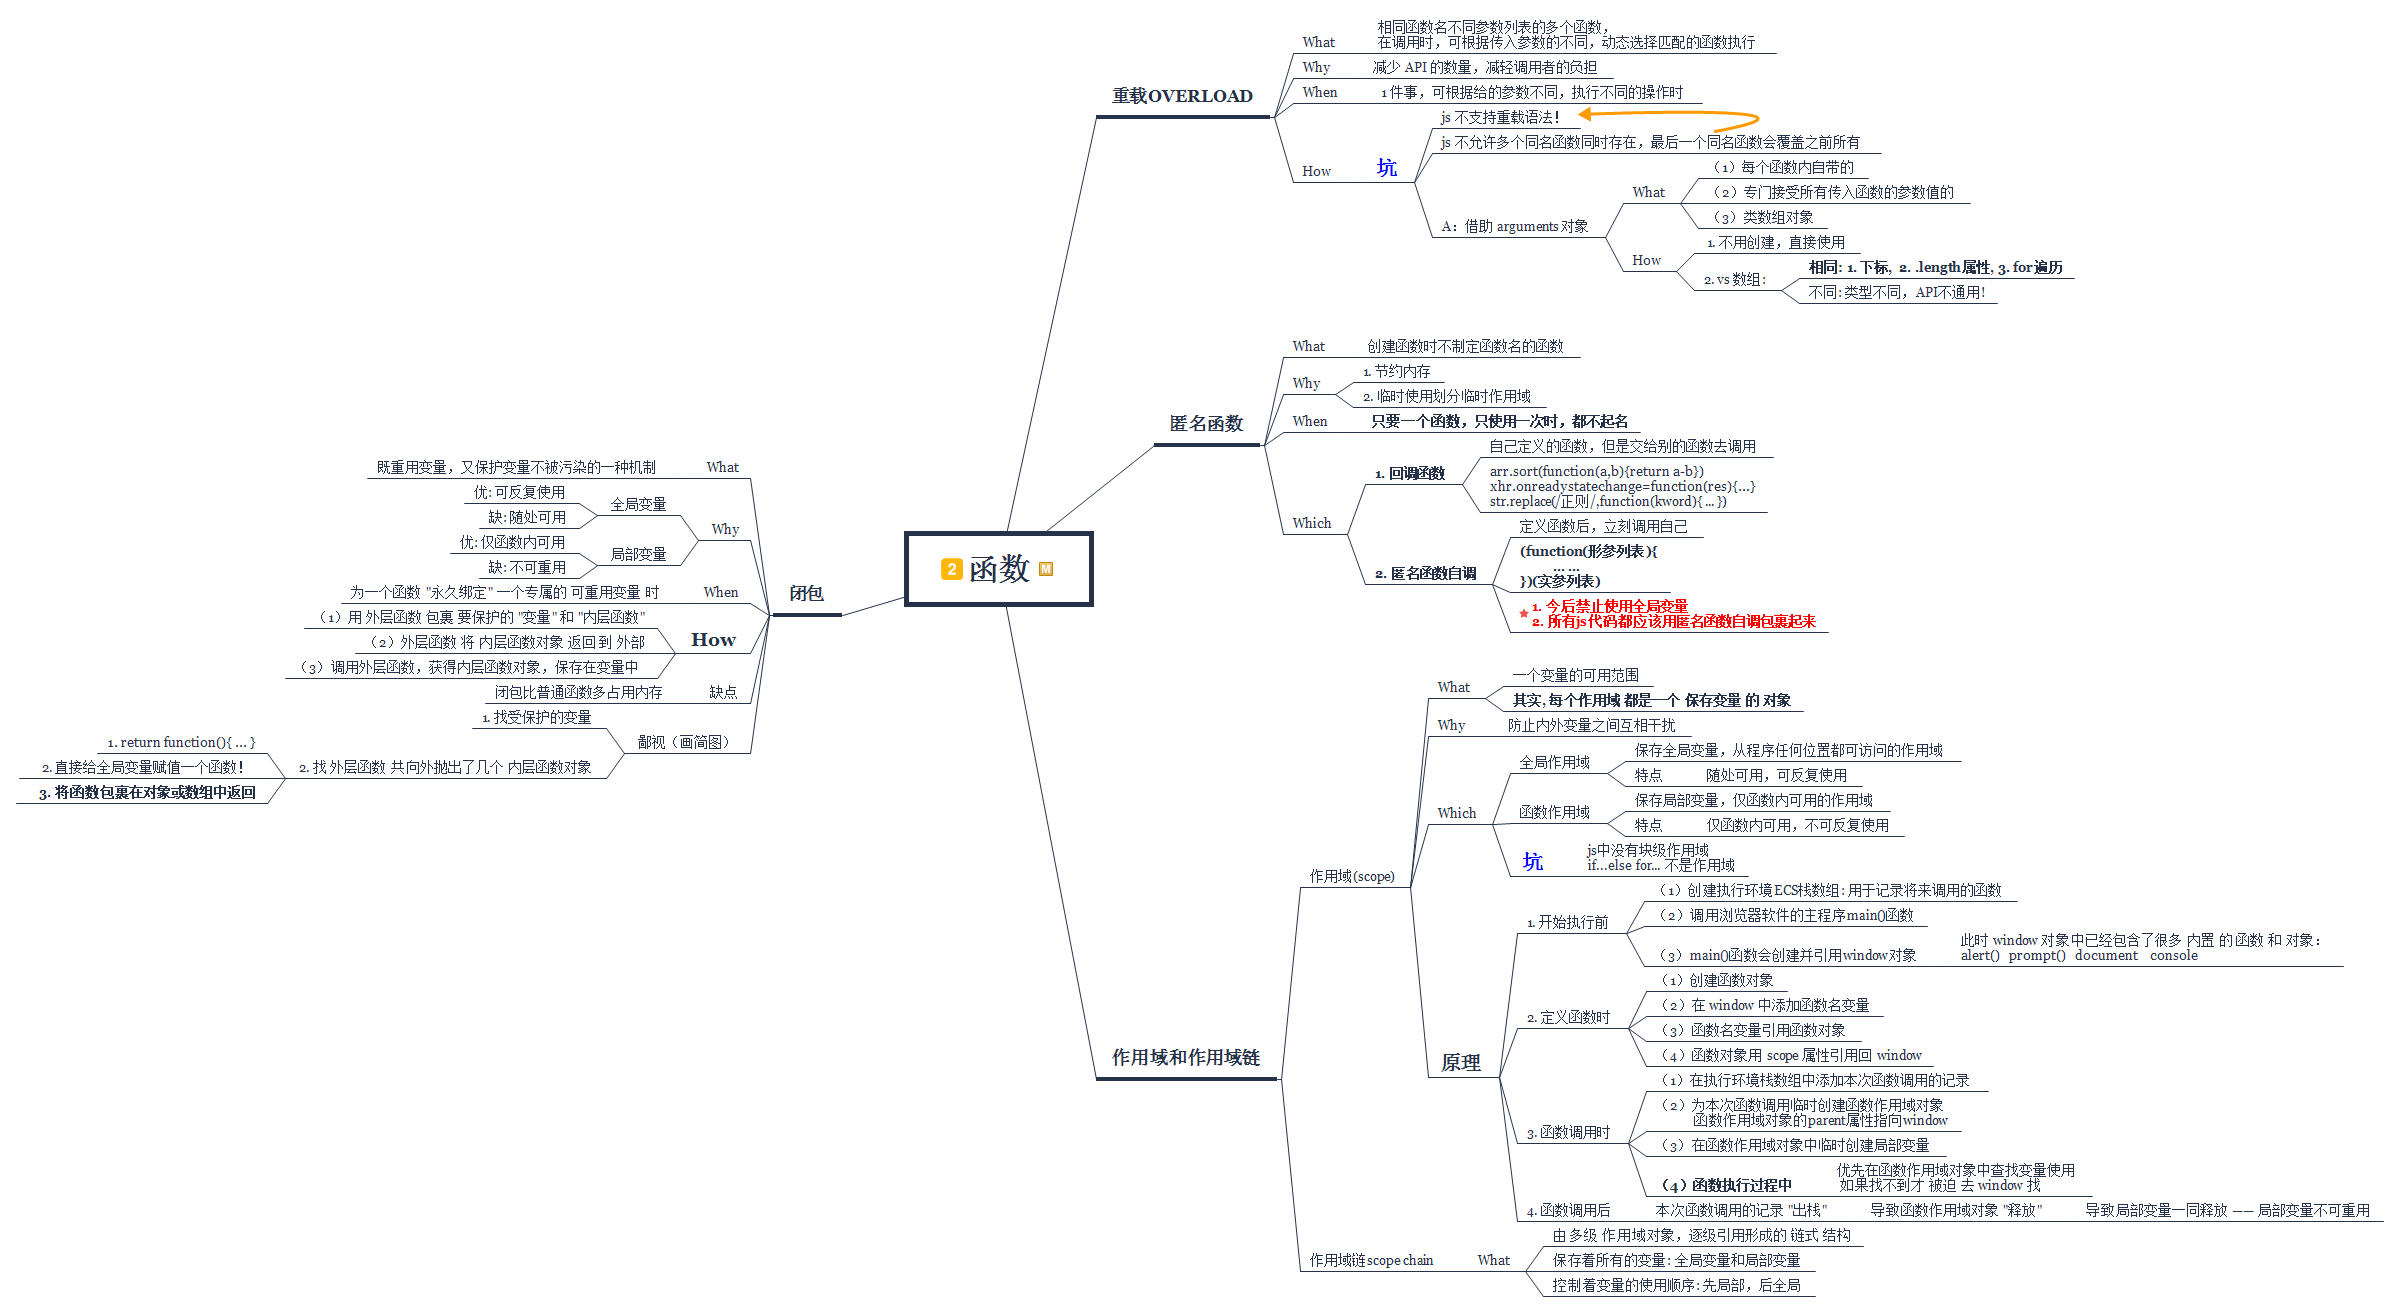 2 函数 M
重载OVERLOAD
What
相同函数名不同参数列表的多个函数，
在调用时，可根据传入参数的不同，动态选择匹配的函数执行
Why
减少 API 的数量，减轻调用者的负担
When
1 件事，可根据给的参数不同，执行不同的操作时
How
坑
js 不支持重载语法！
js 不允许多个同名函数同时存在，最后一个同名函数会覆盖之前所有
A：借助 arguments 对象
What
（1）每个函数内自带的
（2）专门接受所有传入函数的参数值的
（3）类数组对象
How
1. 不用创建，直接使用
2. vs 数组：
相同: 1. 下标, 2. .length属性, 3. for遍历
不同: 类型不同，API不通用!
匿名函数
What
创建函数时不制定函数名的函数
Why
1. 节约内存
2. 临时使用划分临时作用域
When
只要一个函数，只使用一次时，都不起名
Which
1. 回调函数
自己定义的函数，但是交给别的函数去调用
arr.sort(function(a,b){return a-b})
xhr.onreadystatechange=function(res){...}
str.replace(/正则/,function(kword){ ... })
2. 匿名函数自调
定义函数后，立刻调用自己
(function(形参列表){
... ...
})(实参列表)
1. 今后禁止使用全局变量
2. 所有js代码都应该用匿名函数自调包裹起来
作用域和作用域链
作用域(scope)
What
一个变量的可用范围
其实, 每个作用域 都是一个 保存变量 的 对象
Why
防止内外变量之间互相干扰
Which
全局作用域
保存全局变量，从程序任何位置都可访问的作用域
特点
随处可用，可反复使用
函数作用域
保存局部变量，仅函数内可用的作用域
特点
仅函数内可用，不可反复使用
坑
js中没有块级作用域
if...else for... 不是作用域
原理
1. 开始执行前
（1）创建执行环境ECS栈数组: 用于记录将来调用的函数
（2）调用浏览器软件的主程序main()函数
（3）main()函数会创建并引用window对象
此时 window 对象中已经包含了很多 内置 的函数 和 对象：
alert() prompt() document console
2. 定义函数时
（1）创建函数对象
（2）在 window 中添加函数名变量
（3）函数名变量引用函数对象
（4）函数对象用 scope 属性引用回 window
3. 函数调用时
（1）在执行环境栈数组中添加本次函数调用的记录
（2）为本次函数调用临时创建函数作用域对象
函数作用域对象的parent属性指向window
（3）在函数作用域对象中临时创建局部变量
（4）函数执行过程中
优先在函数作用域对象中查找变量使用
如果找不到才 被迫 去 window 找
4. 函数调用后
本次函数调用的记录 "出栈"
导致函数作用域对象 "释放"
导致局部变量一同释放 —— 局部变量不可重用
作用域链scope chain
What
由 多级 作用域对象，逐级引用形成的 链式 结构
保存着所有的变量: 全局变量和局部变量
控制着变量的使用顺序: 先局部，后全局
闭包
What
既重用变量，又保护变量不被污染的一种机制
Why
全局变量
优: 可反复使用
缺: 随处可用
局部变量
优: 仅函数内可用
缺: 不可重用
When
为一个函数 "永久绑定" 一个专属的 可重用变量 时
How
（1）用 外层函数 包裹 要保护的 "变量" 和 "内层函数"
（2）外层函数 将 内层函数对象 返回到 外部
（3）调用外层函数，获得内层函数对象，保存在变量中
缺点
闭包比普通函数多占用内存
鄙视（画简图）
1. 找受保护的变量
2. 找 外层函数 共向外抛出了几个 内层函数对象
1. return function(){ ... }
2. 直接给全局变量赋值一个函数！
3. 将函数包裹在对象或数组中返回